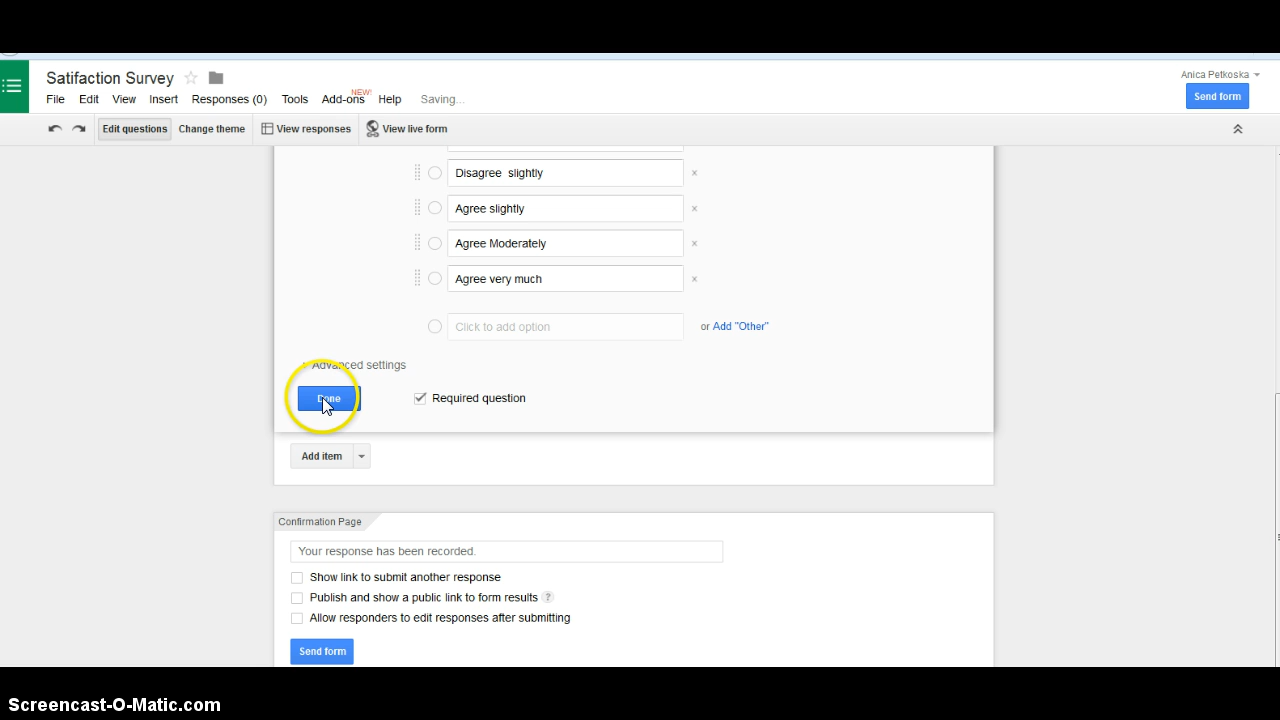 Satifaction Survey
Anica Petkoska
File Edit View Insert Responses (0) Tools Add-ons NEW! Help Saving...
Send form
Edit questions Change theme View responses View live form
Disagree slightly
Agree slightly
Agree Moderately
Agree very much
Click to add option or Add "Other"
Advanced settings
Done Required question
Add item
Confirmation Page
Your response has been recorded.
Show link to submit another response
Publish and show a public link to form results ?
Allow responders to edit responses after submitting
Send form
Screencast-O-Matic.com